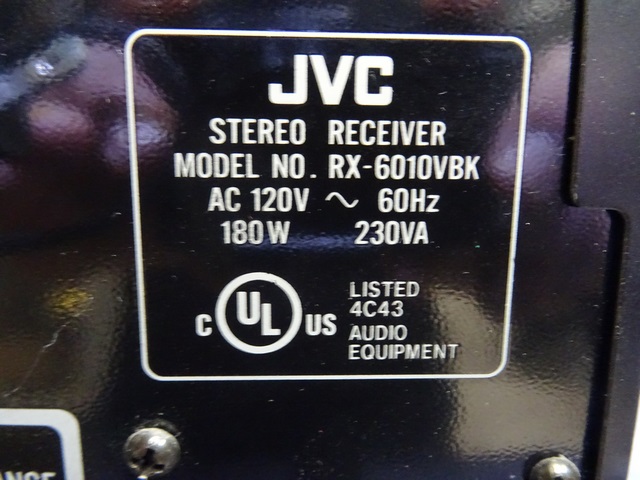 JVC
STEREO RECEIVER
MODEL NO. RX-6010VBK
AC 120V ~ 60Hz
180W 230VA
C UL US
LISTED
4C43
AUDIO
EQUIPMENT